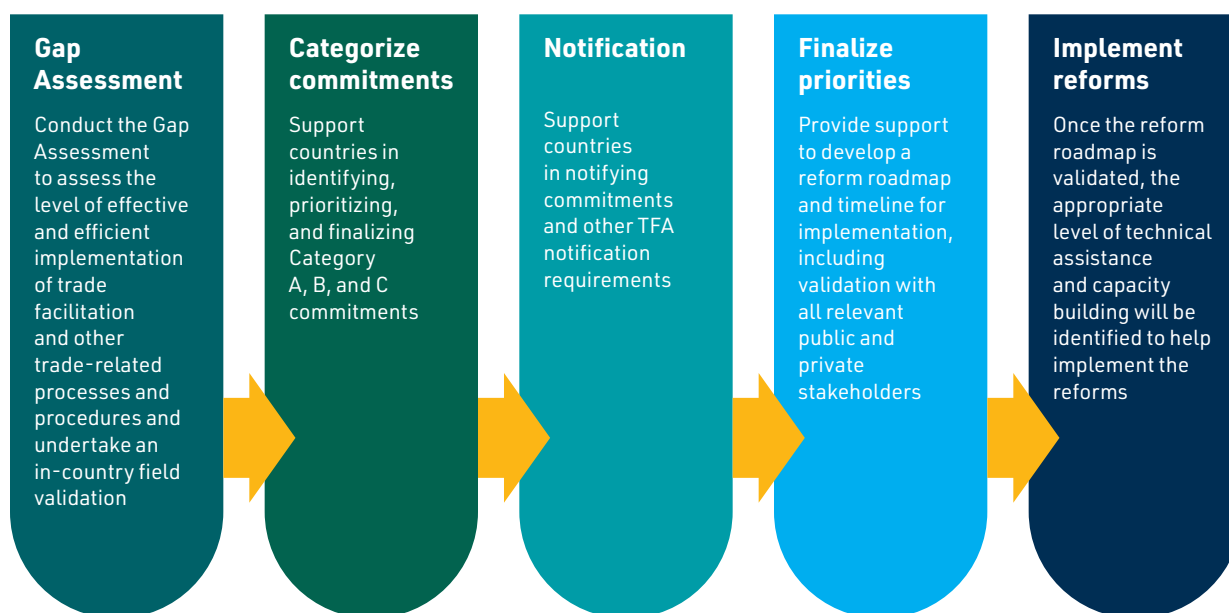 Gap
Assessment
Conduct the Gap
Assessment
to assess the
level of effective
and efficient
implementation
of trade
facilitation
and other
trade-related
processes and
procedures and
undertake an
in-country field
validation
Categorize
commitments
Support
countries in
identifying,
prioritizing,
and finalizing
Category
A, B, and C
commitments
Notification
Support
countries
in notifying
commitments
and other TFA
notification
requirements
Finalize
priorities
Provide support
to develop a
reform roadmap
and timeline for
implementation,
including
validation with
all relevant
public and
private
stakeholders
Implement
reforms
Once the reform
roadmap is
validated, the
appropriate
level of technical
assistance
and capacity
building will be
identified to help
implement the
reforms